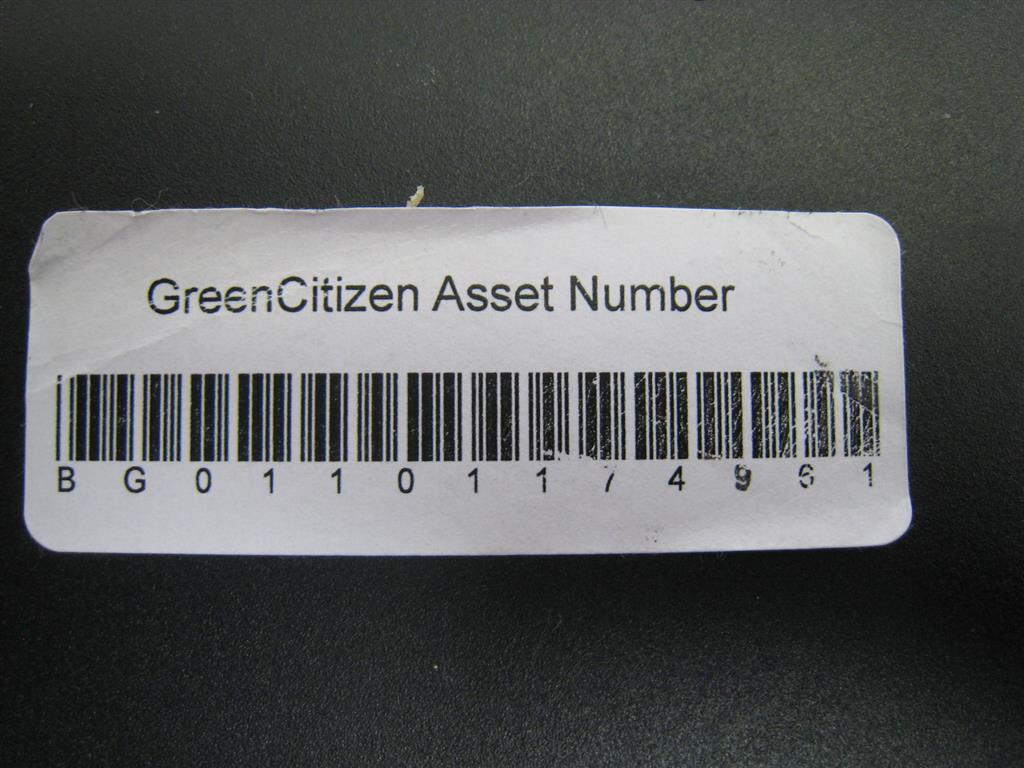 GreenCitizen Asset Number
B G 0 1 1 0 1 1 7 4 9 6 1